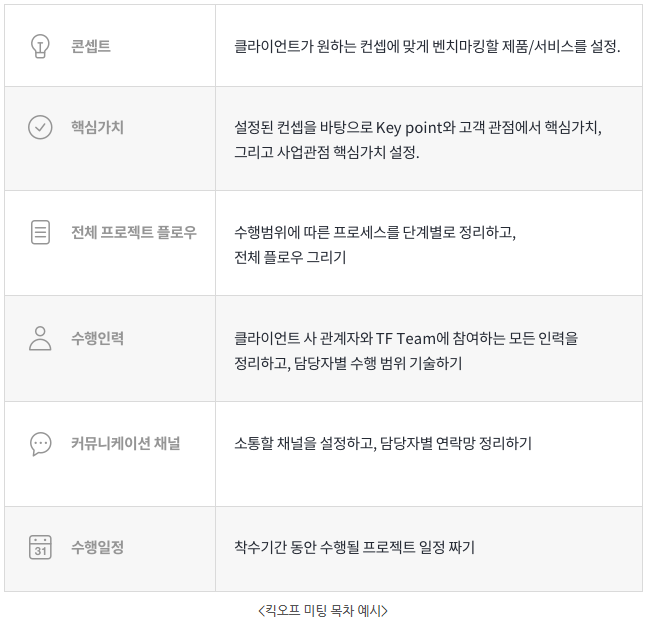 콘셉트
클라이언트가 원하는 컨셉에 맞게 벤치마킹할 제품/서비스를 설정.
핵심가치
설정된 컨셉을 바탕으로 Key point와 고객 관점에서 핵심가치,
그리고 사업관점 핵심가치 설정.
전체 프로젝트 플로우
수행범위에 따른 프로세스를 단계별로 정리하고,
전체 플로우 그리기
수행인력
클라이언트 사 관계자와 TF Team에 참여하는 모든 인력을
정리하고, 담당자별 수행 범위 기술하기
커뮤니케이션 채널
소통할 채널을 설정하고, 담당자별 연락망 정리하기
31
수행일정
착수기간 동안 수행될 프로젝트 일정 짜기
<킥오프 미팅 목차 예시>